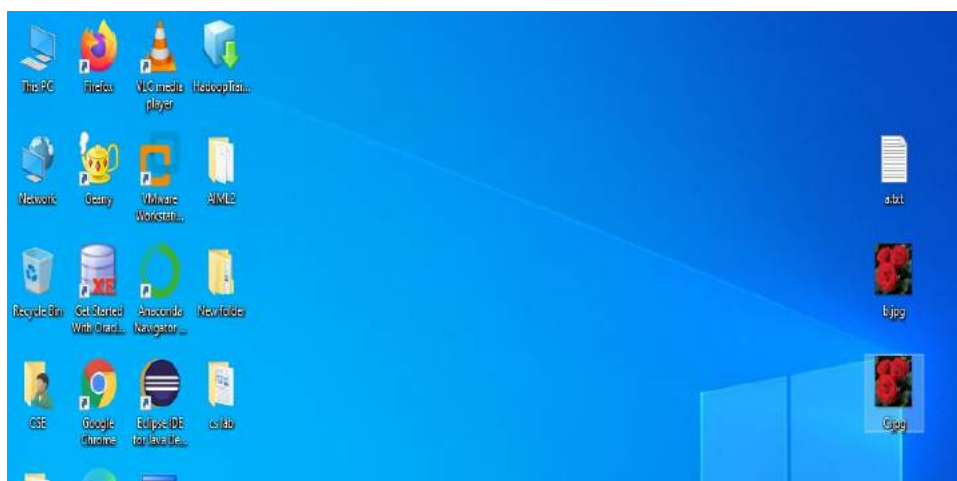 This PC
Firefox
VLC media
player
HadoopTrai...
Network
Geany
VMware
Workstati...
AIML2
a.txt
Recycle Bin
XE
Get Started
With Oracl...
Anaconda
Navigator ...
New folder
b.jpg
CSE
Google
Chrome
Eclipse IDE
for Java De...
cs lab
C.jpg